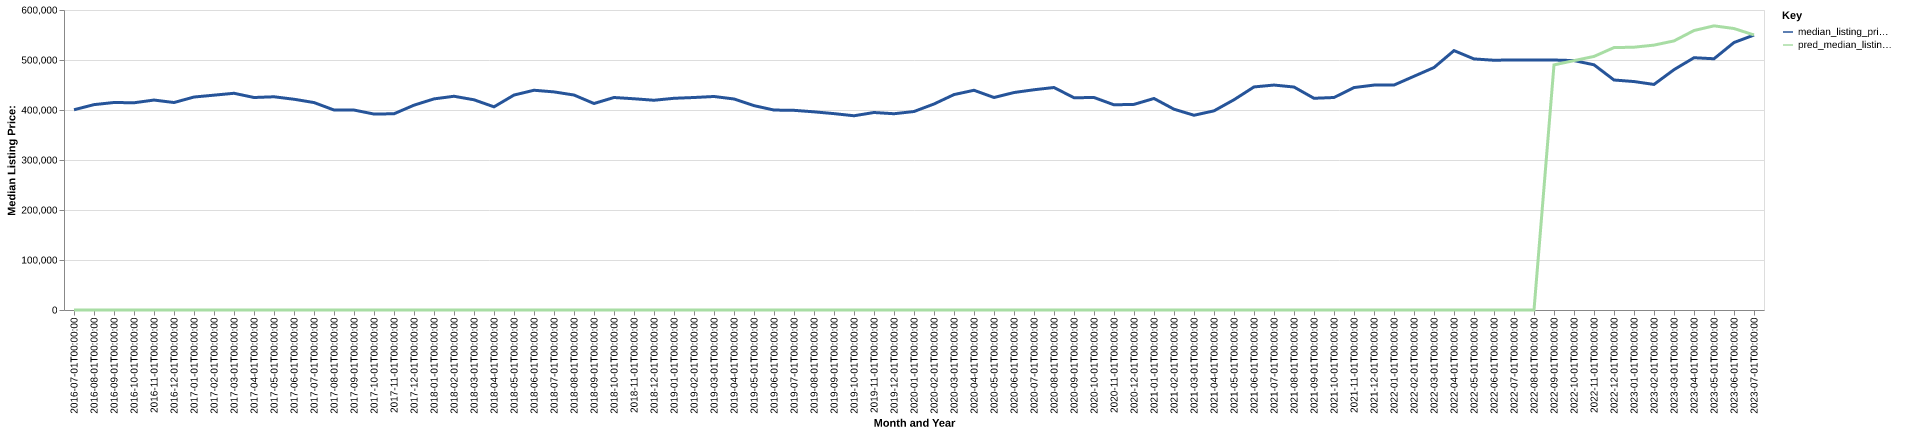 600,000
500,000
400,000
300,000
200,000
100,000
0
Median Listing Price:
2016-07-01T00:00:00
2016-08-01T00:00:00
2016-09-01T00:00:00
2016-10-01T00:00:00
2016-11-01T00:00:00
2016-12-01T00:00:00
2017-01-01T00:00:00
2017-02-01T00:00:00
2017-03-01T00:00:00
2017-04-01T00:00:00
2017-05-01T00:00:00
2017-06-01T00:00:00
2017-07-01T00:00:00
2017-08-01T00:00:00
2017-09-01T00:00:00
2017-10-01T00:00:00
2017-11-01T00:00:00
2017-12-01T00:00:00
2018-01-01T00:00:00
2018-02-01T00:00:00
2018-03-01T00:00:00
2018-04-01T00:00:00
2018-05-01T00:00:00
2018-06-01T00:00:00
2018-07-01T00:00:00
2018-08-01T00:00:00
2018-09-01T00:00:00
2018-10-01T00:00:00
2018-11-01T00:00:00
2018-12-01T00:00:00
2019-01-01T00:00:00
2019-02-01T00:00:00
2019-03-01T00:00:00
2019-04-01T00:00:00
2019-05-01T00:00:00
2019-06-01T00:00:00
2019-07-01T00:00:00
2019-08-01T00:00:00
2019-09-01T00:00:00
2019-10-01T00:00:00
2019-11-01T00:00:00
2019-12-01T00:00:00
2020-01-01T00:00:00
2020-02-01T00:00:00
2020-03-01T00:00:00
2020-04-01T00:00:00
2020-05-01T00:00:00
2020-06-01T00:00:00
2020-07-01T00:00:00
2020-08-01T00:00:00
2020-09-01T00:00:00
2020-10-01T00:00:00
2020-11-01T00:00:00
2020-12-01T00:00:00
2021-01-01T00:00:00
2021-02-01T00:00:00
2021-03-01T00:00:00
2021-04-01T00:00:00
2021-05-01T00:00:00
2021-06-01T00:00:00
2021-07-01T00:00:00
2021-08-01T00:00:00
2021-09-01T00:00:00
2021-10-01T00:00:00
2021-11-01T00:00:00
2021-12-01T00:00:00
2022-01-01T00:00:00
2022-02-01T00:00:00
2022-03-01T00:00:00
2022-04-01T00:00:00
2022-05-01T00:00:00
2022-06-01T00:00:00
2022-07-01T00:00:00
2022-08-01T00:00:00
2022-09-01T00:00:00
2022-10-01T00:00:00
2022-11-01T00:00:00
2022-12-01T00:00:00
2023-01-01T00:00:00
2023-02-01T00:00:00
2023-03-01T00:00:00
2023-04-01T00:00:00
2023-05-01T00:00:00
2023-06-01T00:00:00
2023-07-01T00:00:00
Month and Year
Key
median_listing_pri…
pred_median_listin…